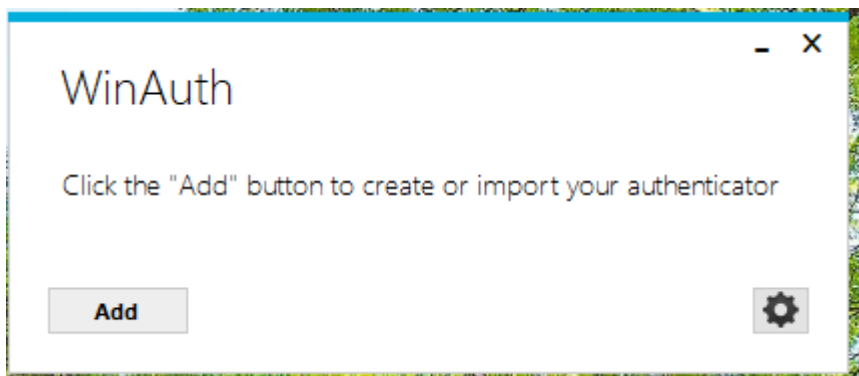 WinAuth
Click the "Add" button to create or import your authenticator
Add